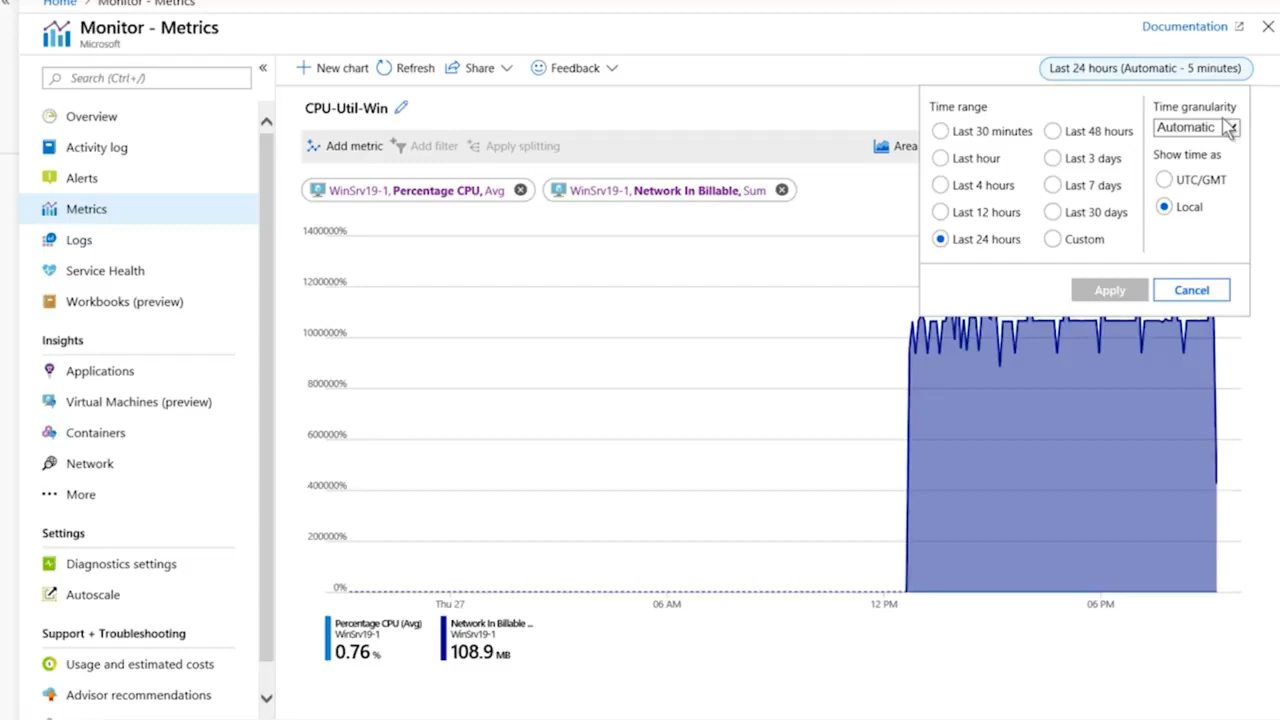 Home > Monitor - Metrics
Monitor - Metrics
Microsoft
Documentation
Search (Ctrl+/)
Overview
Activity log
Alerts
Metrics
Logs
Service Health
Workbooks (preview)
Insights
Applications
Virtual Machines (preview)
Containers
Network
More
Settings
Diagnostics settings
Autoscale
Support + Troubleshooting
Usage and estimated costs
Advisor recommendations
New chart
Refresh
Share
Feedback
Last 24 hours (Automatic - 5 minutes)
CPU-Util-Win
Add metric
Add filter
Apply splitting
Area
WinSrv19-1, Percentage CPU, Avg
WinSrv19-1, Network In Billable, Sum
Time range
Last 30 minutes
Last hour
Last 4 hours
Last 12 hours
Last 24 hours
Last 48 hours
Last 3 days
Last 7 days
Last 30 days
Custom
Time granularity
Automatic
Show time as
UTC/GMT
Local
Apply
Cancel
1400000%
1200000%
1000000%
800000%
600000%
400000%
200000%
0%
Thu 27
06 AM
12 PM
06 PM
Percentage CPU (Avg)
WinSrv19-1
0.76 %
Network In Billable ...
WinSrv19-1
108.9 MB